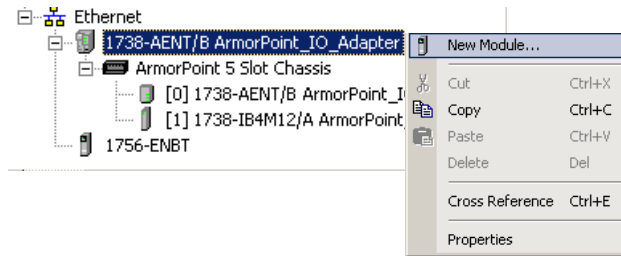 Ethernet
1738-AENT/B ArmorPoint_IO_Adapter
ArmorPoint 5 Slot Chassis
[0] 1738-AENT/B ArmorPoint_I
[1] 1738-IB4M12/A ArmorPoint_
1756-ENBT
New Module...
Cut Ctrl+X
Copy Ctrl+C
Paste Ctrl+V
Delete Del
Cross Reference Ctrl+E
Properties